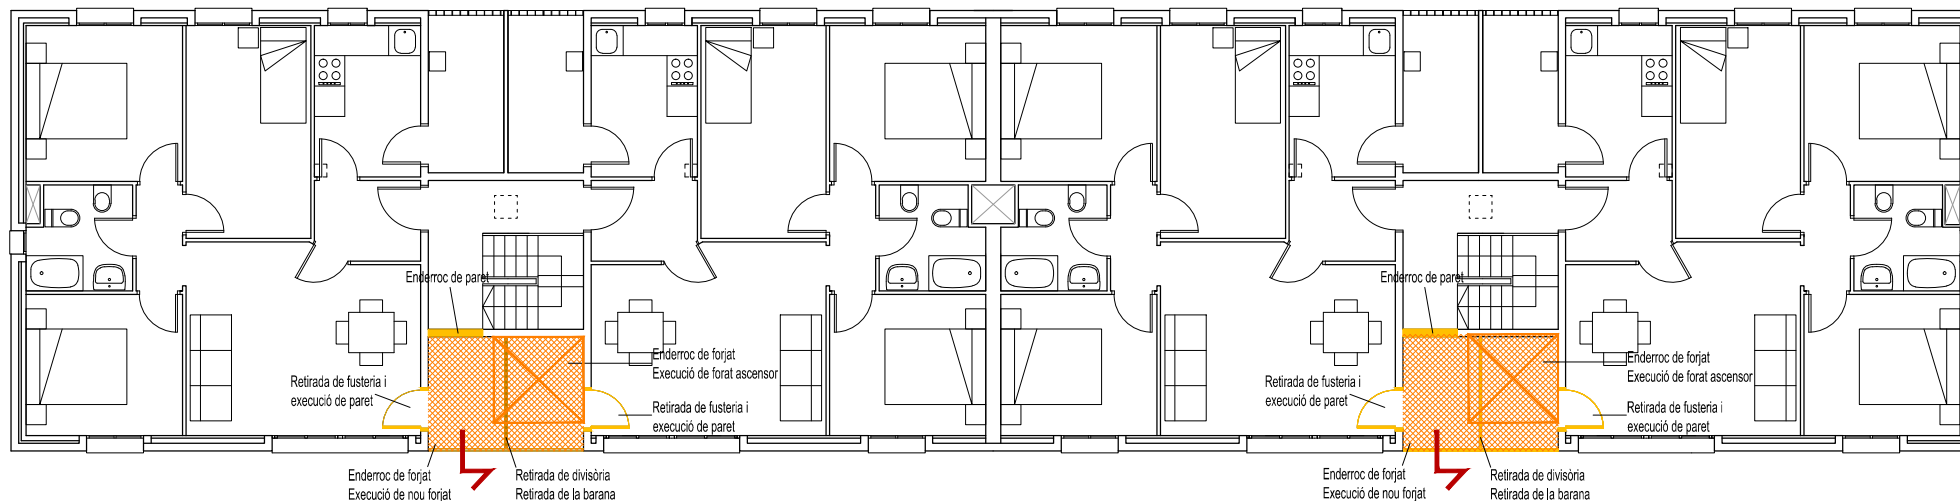 Enderroc de paret
Enderroc de forjat
Execució de forat ascensor
Retirada de fusteria i
execució de paret
Retirada de fusteria i
execució de paret
Enderroc de forjat
Execució de nou forjat
Retirada de divisòria
Retirada de la barana
Enderroc de paret
Enderroc de forjat
Execució de forat ascensor
Retirada de fusteria i
execució de paret
Retirada de fusteria i
execució de paret
Enderroc de forjat
Execució de nou forjat
Retirada de divisòria
Retirada de la barana